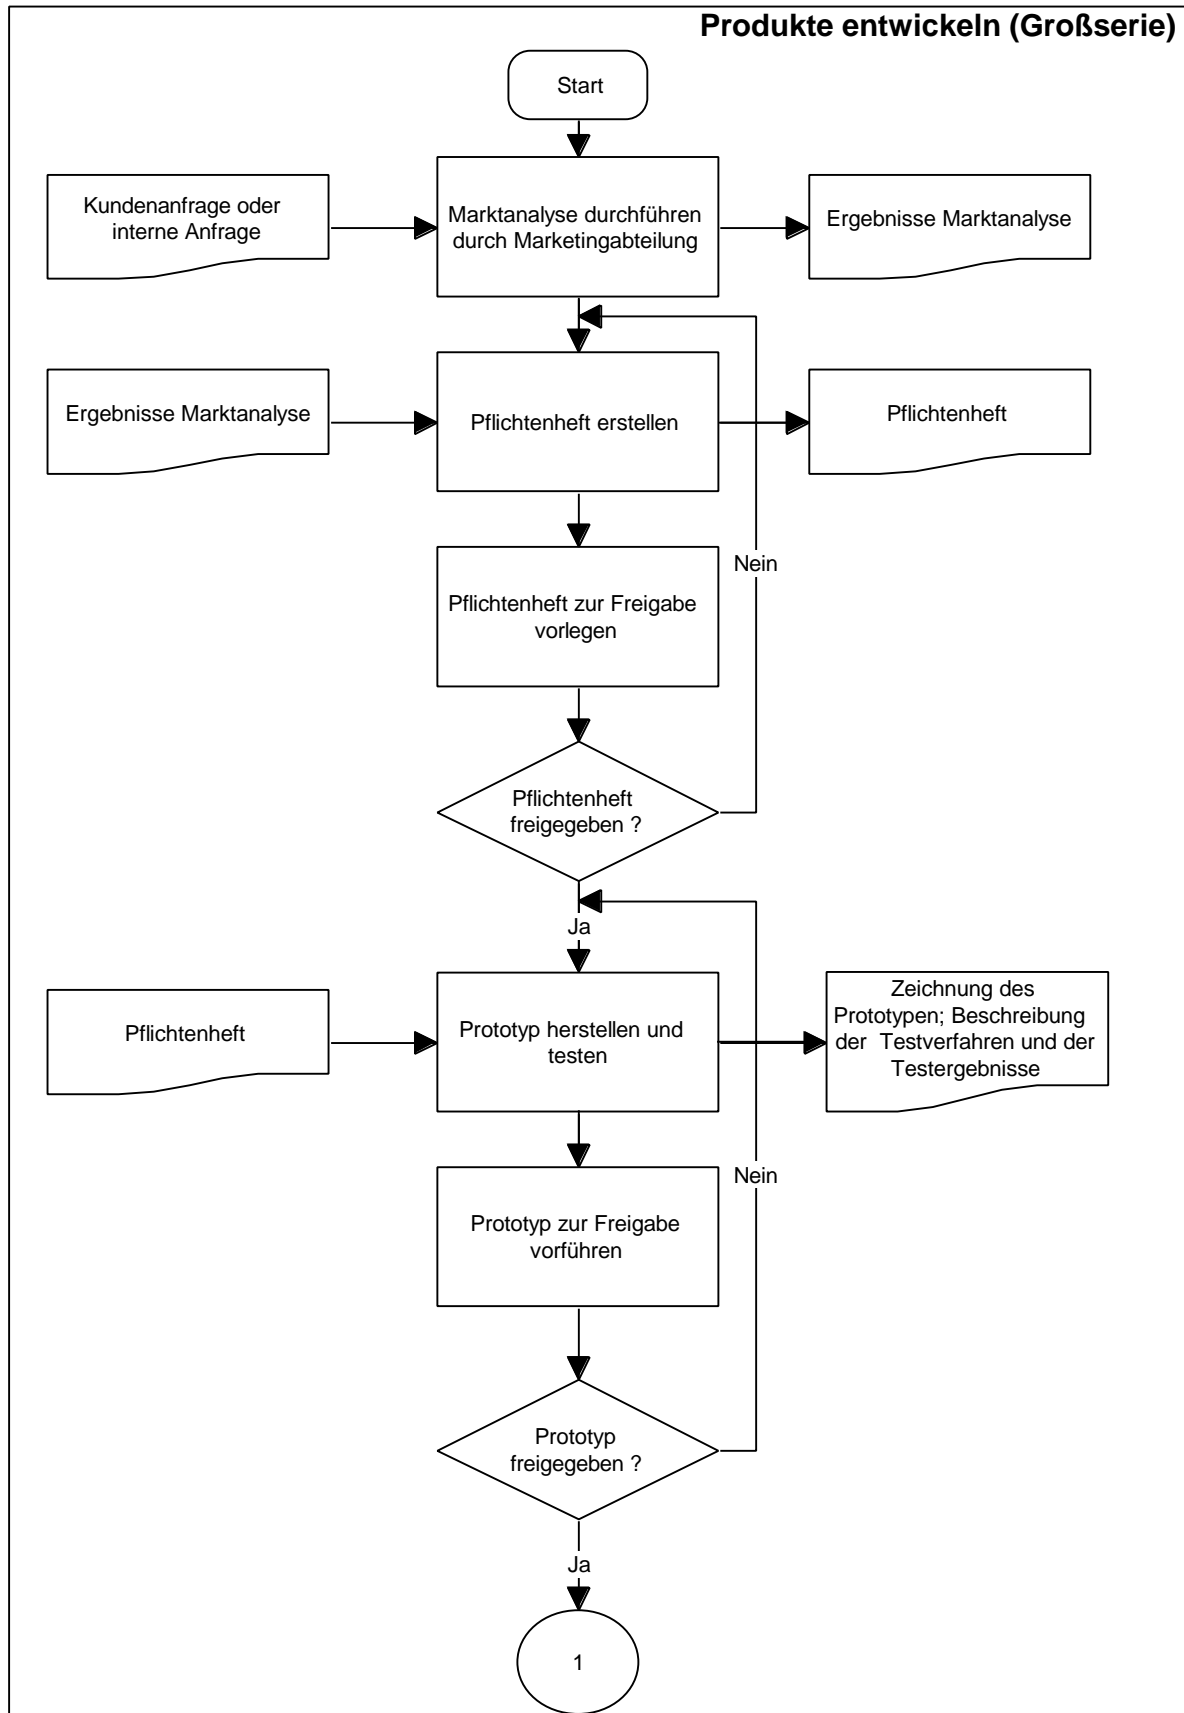 Produkte entwickeln (Großserie)
Start
Kundenanfrage oder
interne Anfrage
Marktanalyse durchführen
durch Marketingabteilung
Ergebnisse Marktanalyse
Ergebnisse Marktanalyse
Pflichtenheft erstellen
Pflichtenheft
Nein
Pflichtenheft zur Freigabe
vorlegen
Pflichtenheft
freigegeben ?
Ja
Pflichtenheft
Prototyp herstellen und
testen
Zeichnung des
Prototypen; Beschreibung
der Testverfahren und der
Testergebnisse
Nein
Prototyp zur Freigabe
vorführen
Prototyp
freigegeben ?
Ja
1